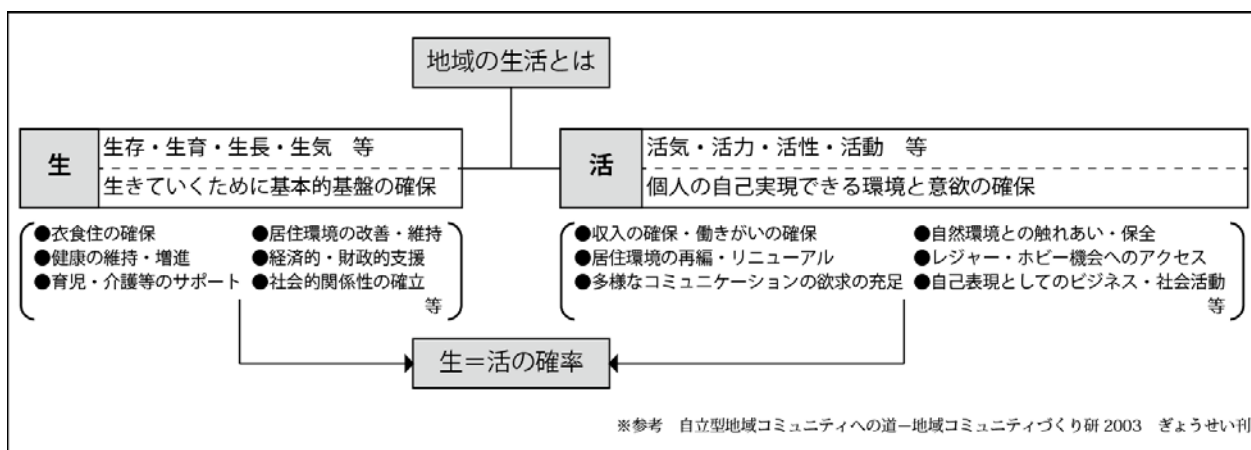 地域の生活とは
生
生存・生育・生長・生気 等
生きていくために基本的基盤の確保
●衣食住の確保
●健康の維持・増進
●育児・介護等のサポート
●居住環境の改善・維持
●経済的・財政的支援
●社会的関係性の確立
等
活
活気・活力・活性・活動 等
個人の自己実現できる環境と意欲の確保
●収入の確保・働きがいの確保
●居住環境の再編・リニューアル
●多様なコミュニケーションの欲求の充足
●自然環境との触れあい・保全
●レジャー・ホビー機会へのアクセス
●自己表現としてのビジネス・社会活動
等
生＝活の確率
※参考 自立型地域コミュニティへの道－地域コミュニティづくり研 2003 ぎょうせい刊